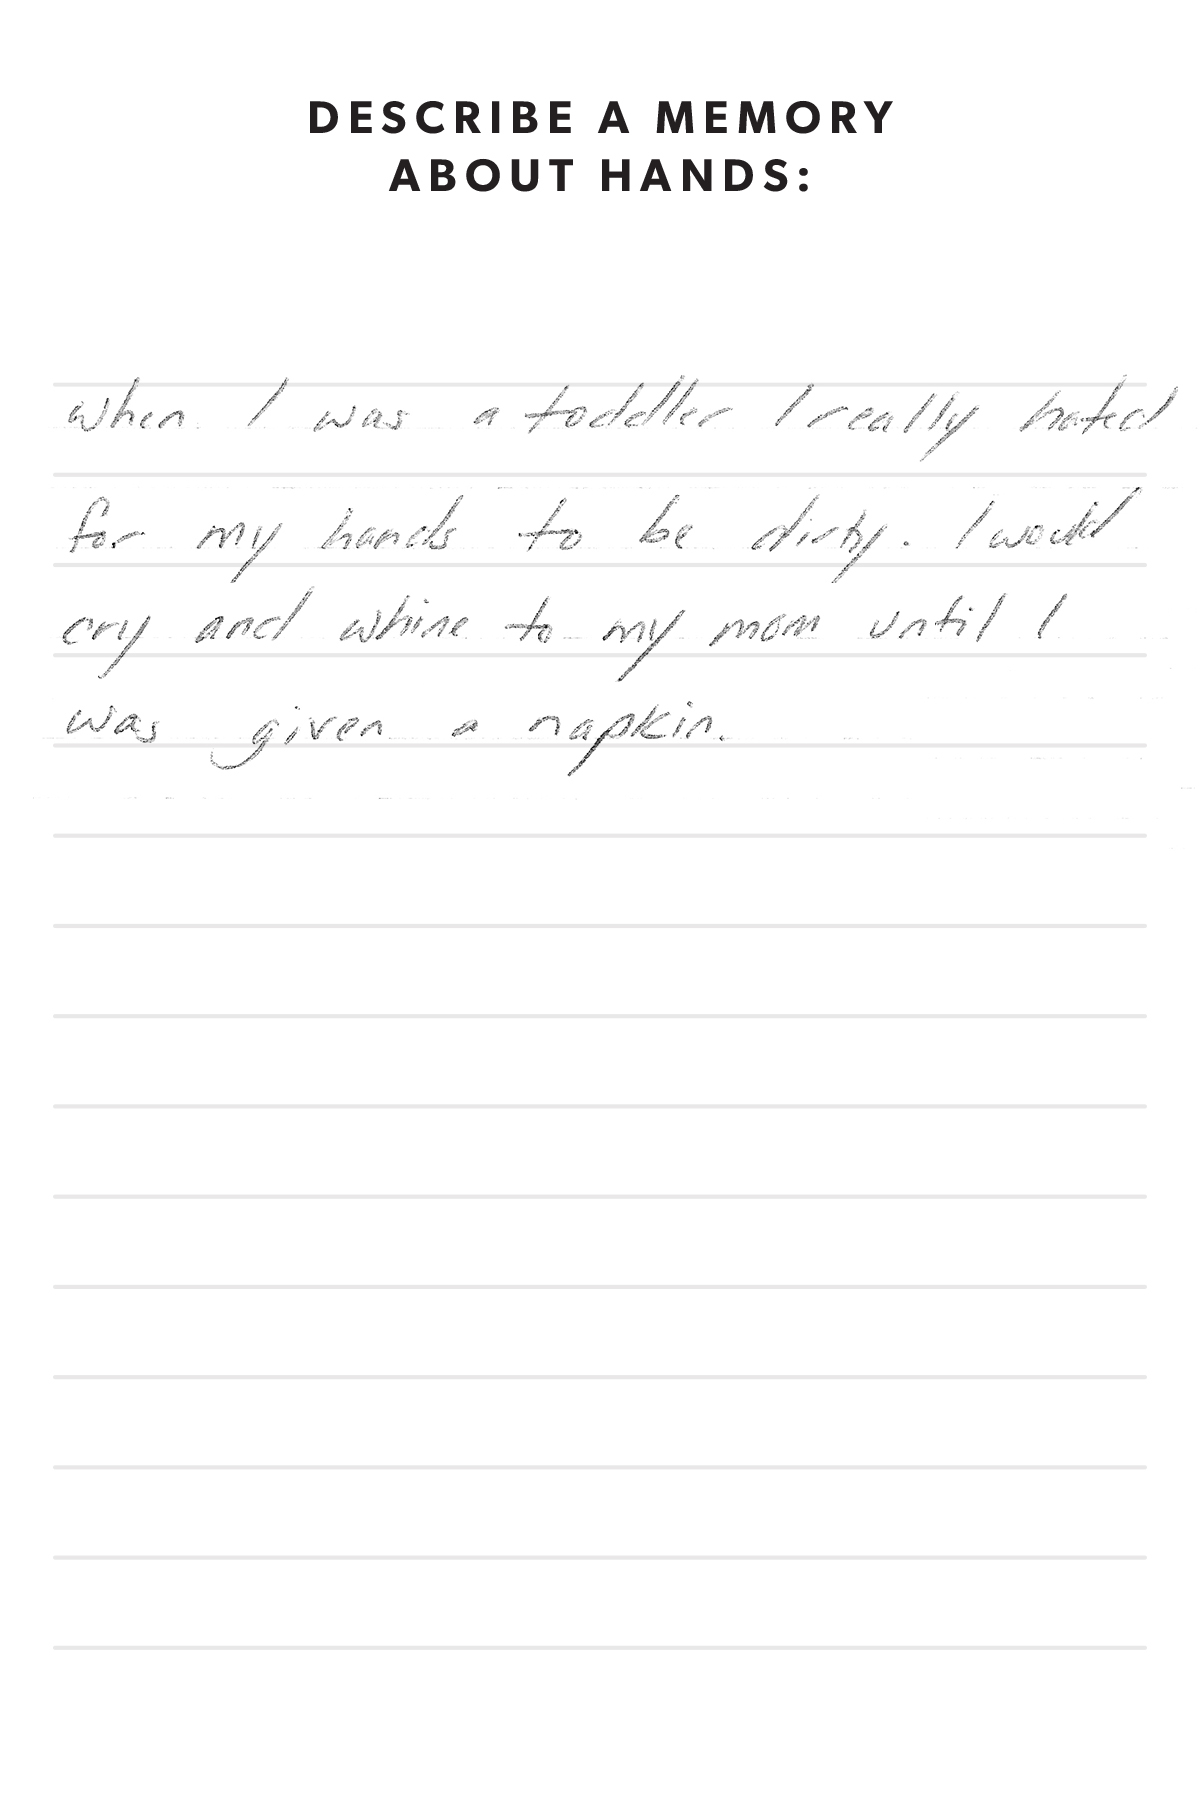 DESCRIBE A MEMORY
ABOUT HANDS:
when I was a toddler I really hated
for my hands to be dirty. I would
cry and whine to my mom until I
was given a napkin.